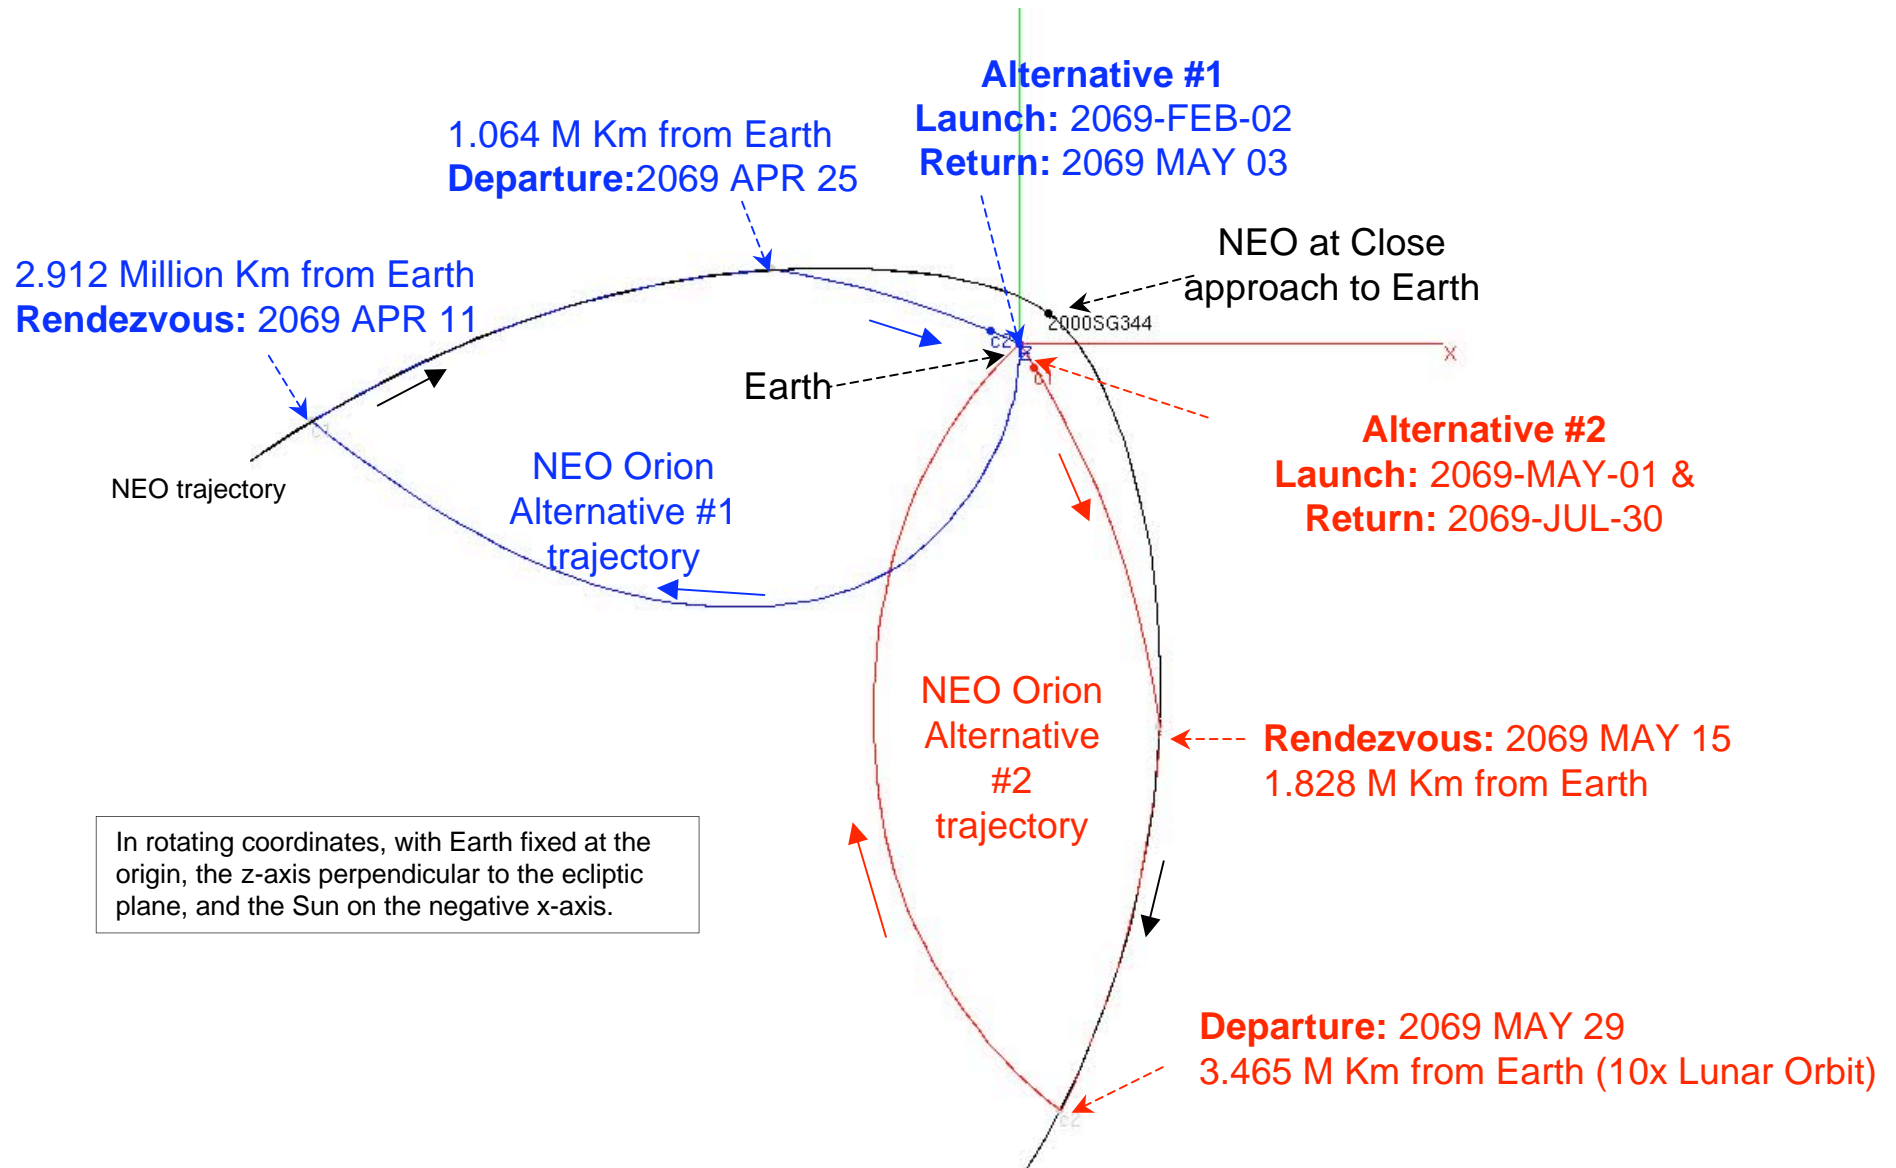 Alternative #1
Launch: 2069-FEB-02
Return: 2069 MAY 03
1.064 M Km from Earth
Departure:2069 APR 25
NEO at Close
approach to Earth
2.912 Million Km from Earth
Rendezvous: 2069 APR 11
2000SG344
c2
X
Earth
c1
Alternative #2
Launch: 2069-MAY-01 &
Return: 2069-JUL-30
NEO trajectory
NEO Orion
Alternative #1
trajectory
NEO Orion
Alternative
#2
trajectory
Rendezvous: 2069 MAY 15
1.828 M Km from Earth
In rotating coordinates, with Earth fixed at the
origin, the z-axis perpendicular to the ecliptic
plane, and the Sun on the negative x-axis.
Departure: 2069 MAY 29
3.465 M Km from Earth (10x Lunar Orbit)
c2